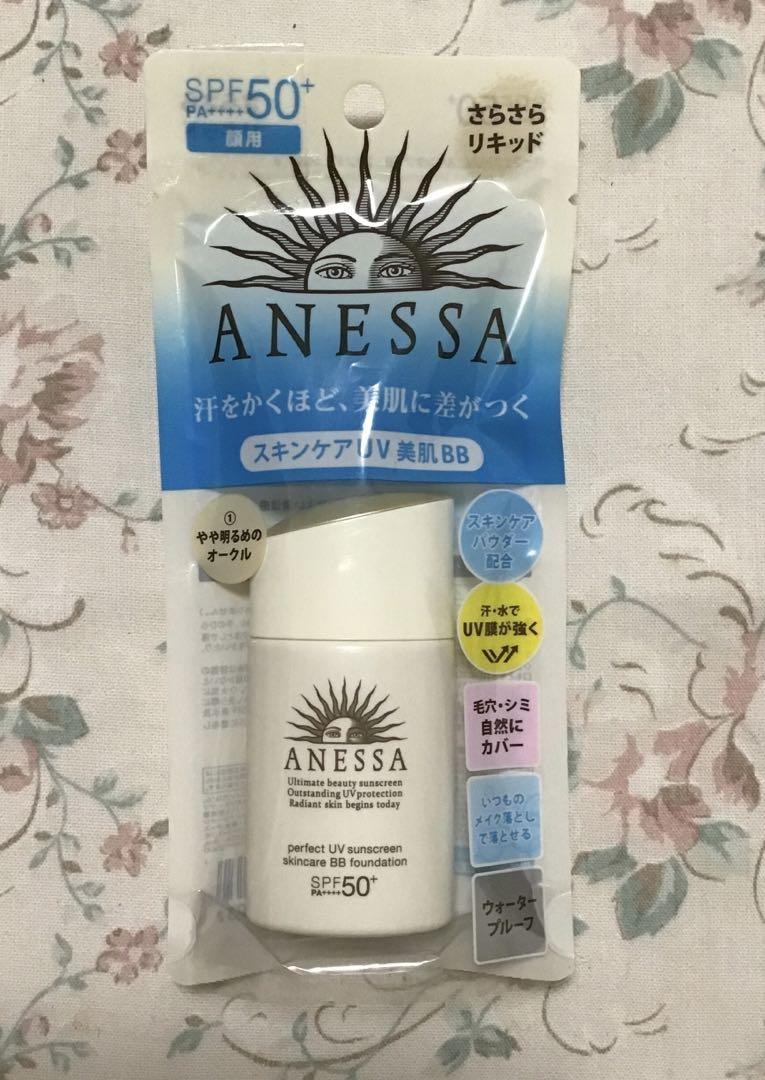 SPF50+
PA++++
顔用
さらさら
リキッド
ANESSA
汗をかくほど、美肌に差がつく
スキンケアUV 美肌BB
①
やや明るめの
オークル
スキンケア
パウダー
配合
汗・水で
UV膜が強く
毛穴・シミ
自然に
カバー
いつもの
メイク落とし
で落とせる
ウォーター
プルーフ
ANESSA
Ultimate beauty sunscreen
Outstanding UV protection
Radiant skin begins today
perfect UV sunscreen
skincare BB foundation
SPF50+
PA++++